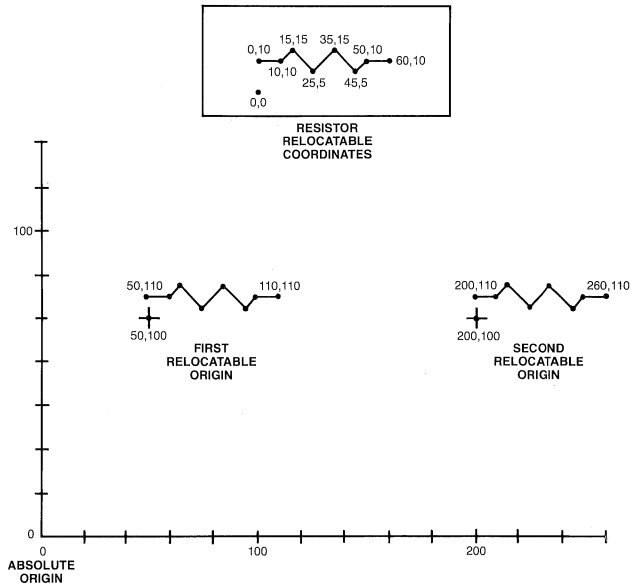 0,10 15,15 35,15 50,10
10,10 25,5 45,5 60,10
0,0
RESISTOR
RELOCATABLE
COORDINATES
100
50,110 110,110 200,110 260,110
50,100 200,100
FIRST
RELOCATABLE
ORIGIN
SECOND
RELOCATABLE
ORIGIN
0
0 100 200
ABSOLUTE
ORIGIN